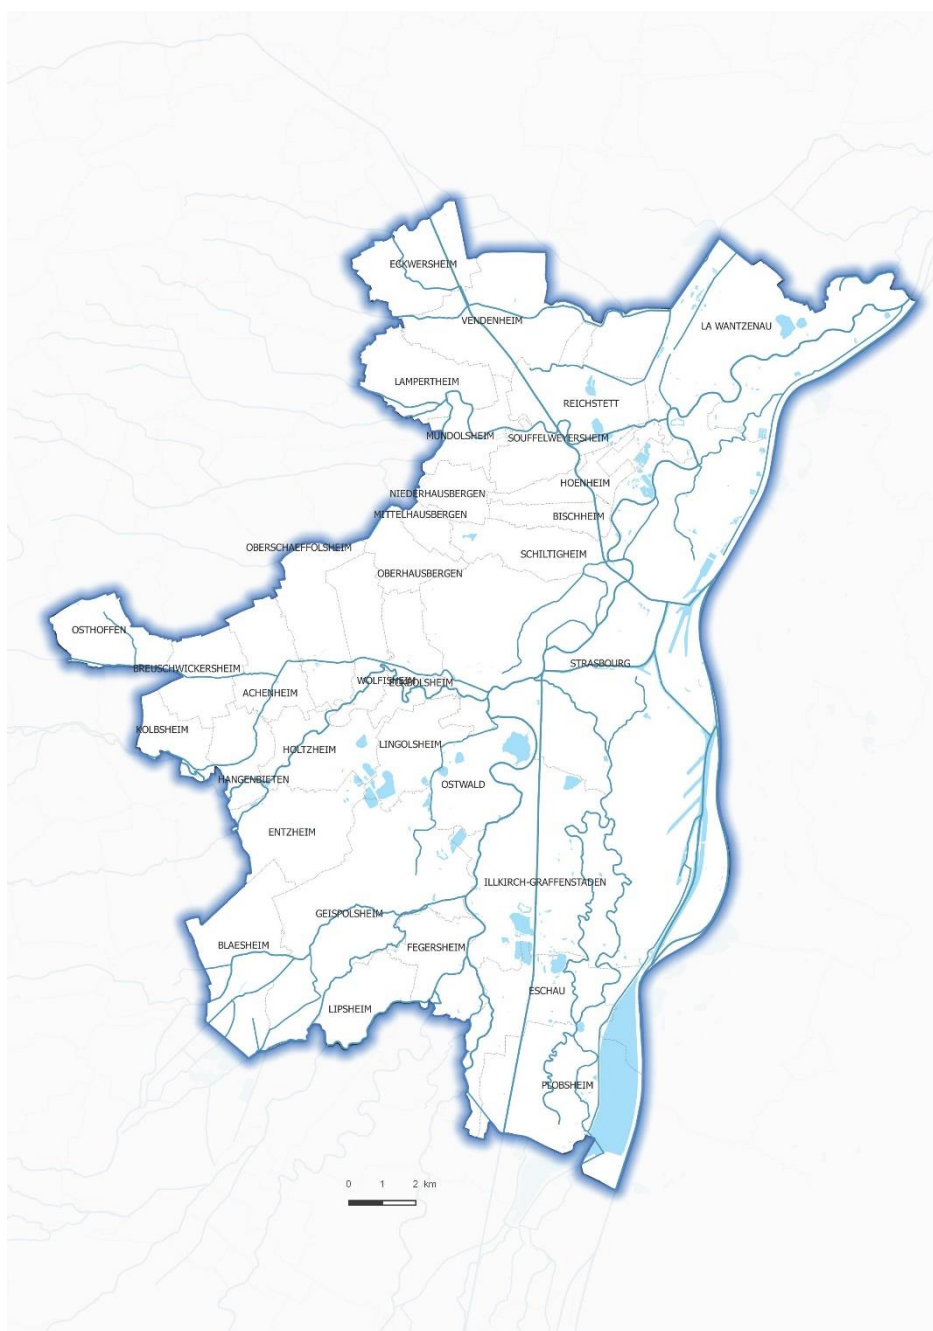 ECKWERSHEIM
VENDENHEIM
LA WANTZENAU
LAMPERTHEIM
REICHSTETT
MUNDOLSHEIM
SOUFFELWEYERSHEIM
HOENHEIM
NIEDERHAUSBERGEN
MITTELHAUSBERGEN
BISCHHEIM
OBERSCHAEFFOLSHEIM
SCHILTIGHEIM
OBERHAUSBERGEN
OSTHOFFEN
STRASBOURG
BREUSCHWICKERSHEIM
WOLFISHEIM
ECKBOLSHEIM
ACHENHEIM
KOLBSHEIM
HOLTZHEIM
LINGOLSHEIM
HANGENBIETEN
OSTWALD
ENTZHEIM
ILLKIRCH-GRAFFENSTADEN
GEISPOLSHEIM
BLAESHEIM
FEGERSHEIM
ESCHAU
LIPSHEIM
PLOBSHEIM
0 1 2 km